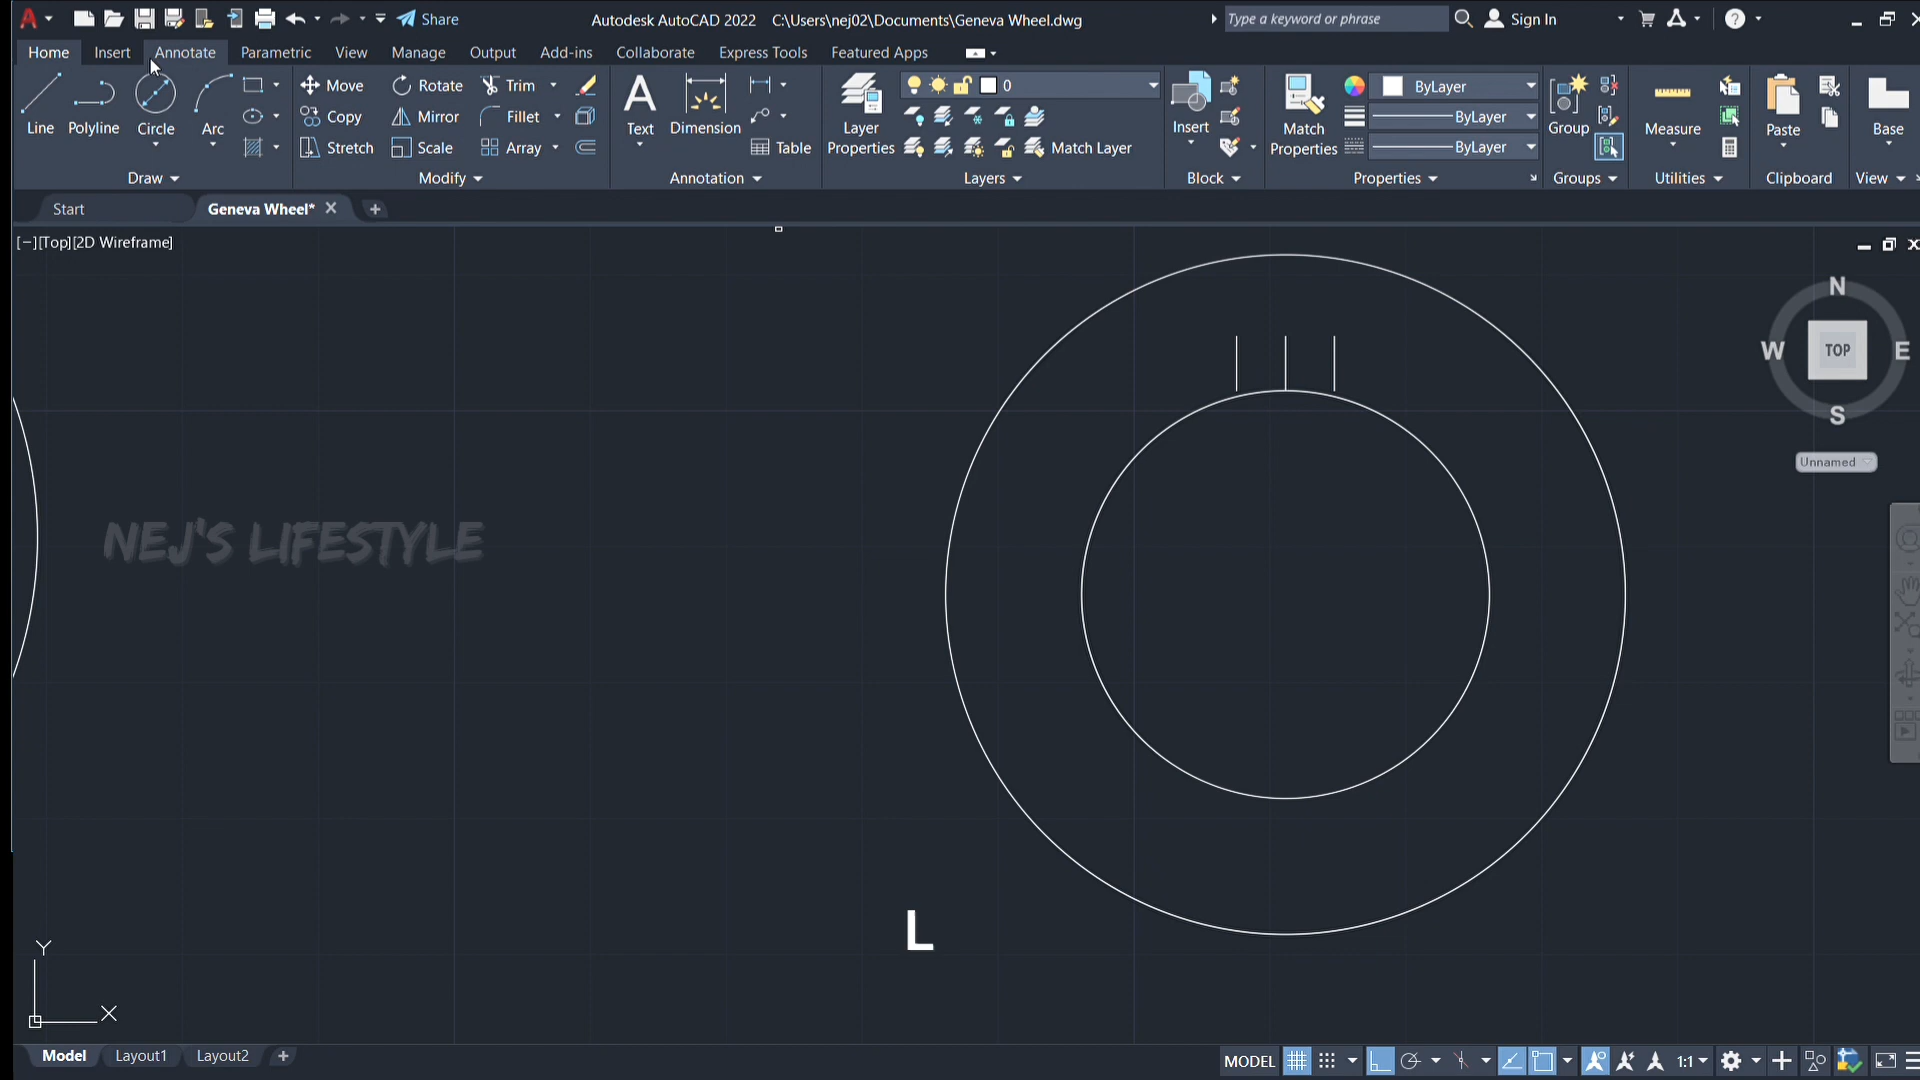 Share
Autodesk AutoCAD 2022 C:\Users\nej02\Documents\Geneva Wheel.dwg
Type a keyword or phrase
Sign In
Home Insert Annotate Parametric View Manage Output Add-ins Collaborate Express Tools Featured Apps
Line Polyline Circle Arc
Move Rotate Trim
Copy Mirror Fillet
Stretch Scale Array
Text Dimension Table
Layer Properties
0
Match Layer
Insert
Match Properties
ByLayer
ByLayer
ByLayer
Group
Measure
Paste
Base
Draw Modify Annotation Layers Block Properties Groups Utilities Clipboard View
Start Geneva Wheel*
[−][Top][2D Wireframe]
N
W TOP E
S
Unnamed
NEJ'S LIFESTYLE
L
Y
X
Model Layout1 Layout2
MODEL 1:1